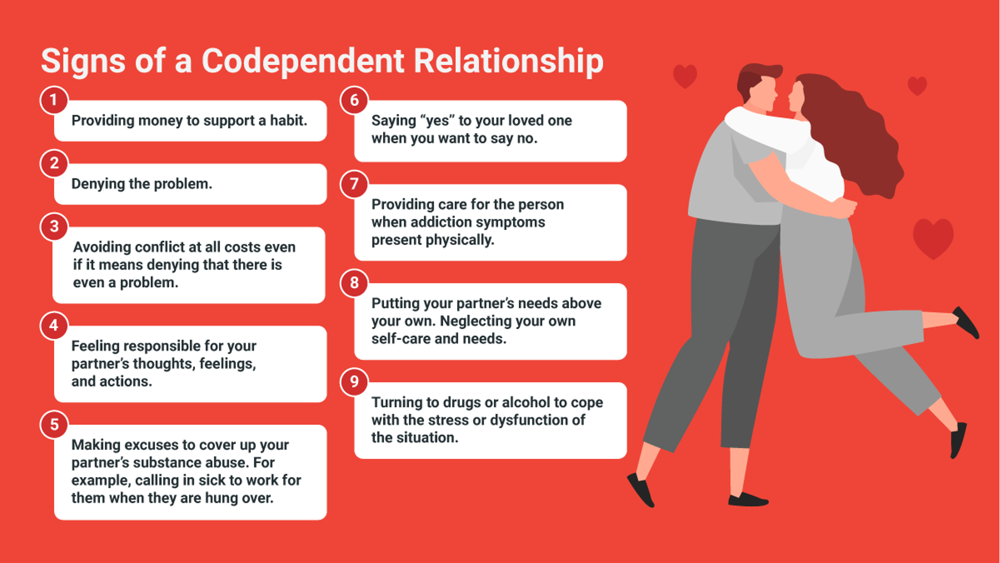 Signs of a Codependent Relationship
1
Providing money to support a habit.
2
Denying the problem.
3
Avoiding conflict at all costs even
if it means denying that there is
even a problem.
4
Feeling responsible for your
partner’s thoughts, feelings,
and actions.
5
Making excuses to cover up your
partner’s substance abuse. For
example, calling in sick to work for
them when they are hung over.
6
Saying “yes” to your loved one
when you want to say no.
7
Providing care for the person
when addiction symptoms
present physically.
8
Putting your partner’s needs above
your own. Neglecting your own
self-care and needs.
9
Turning to drugs or alcohol to cope
with the stress or dysfunction of
the situation.